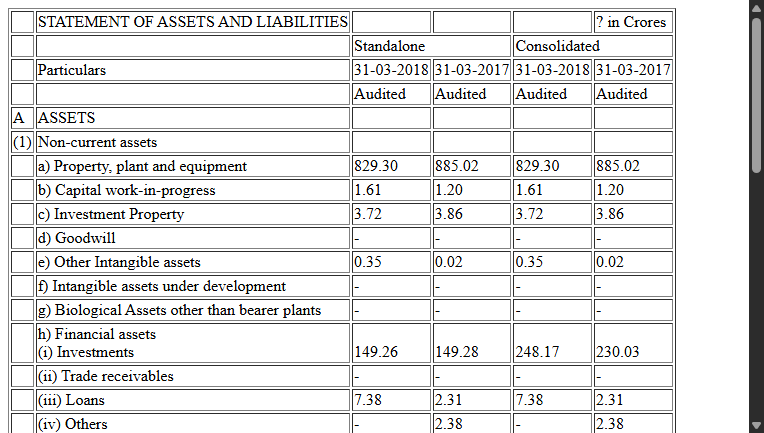 STATEMENT OF ASSETS AND LIABILITIES ? in Crores
Standalone Consolidated
Particulars 31-03-2018 31-03-2017 31-03-2018 31-03-2017
Audited Audited Audited Audited
A ASSETS
(1) Non-current assets
a) Property, plant and equipment 829.30 885.02 829.30 885.02
b) Capital work-in-progress 1.61 1.20 1.61 1.20
c) Investment Property 3.72 3.86 3.72 3.86
d) Goodwill - - - -
e) Other Intangible assets 0.35 0.02 0.35 0.02
f) Intangible assets under development - - - -
g) Biological Assets other than bearer plants - - - -
h) Financial assets
(i) Investments 149.26 149.28 248.17 230.03
(ii) Trade receivables - - - -
(iii) Loans 7.38 2.31 7.38 2.31
(iv) Others - 2.38 - 2.38